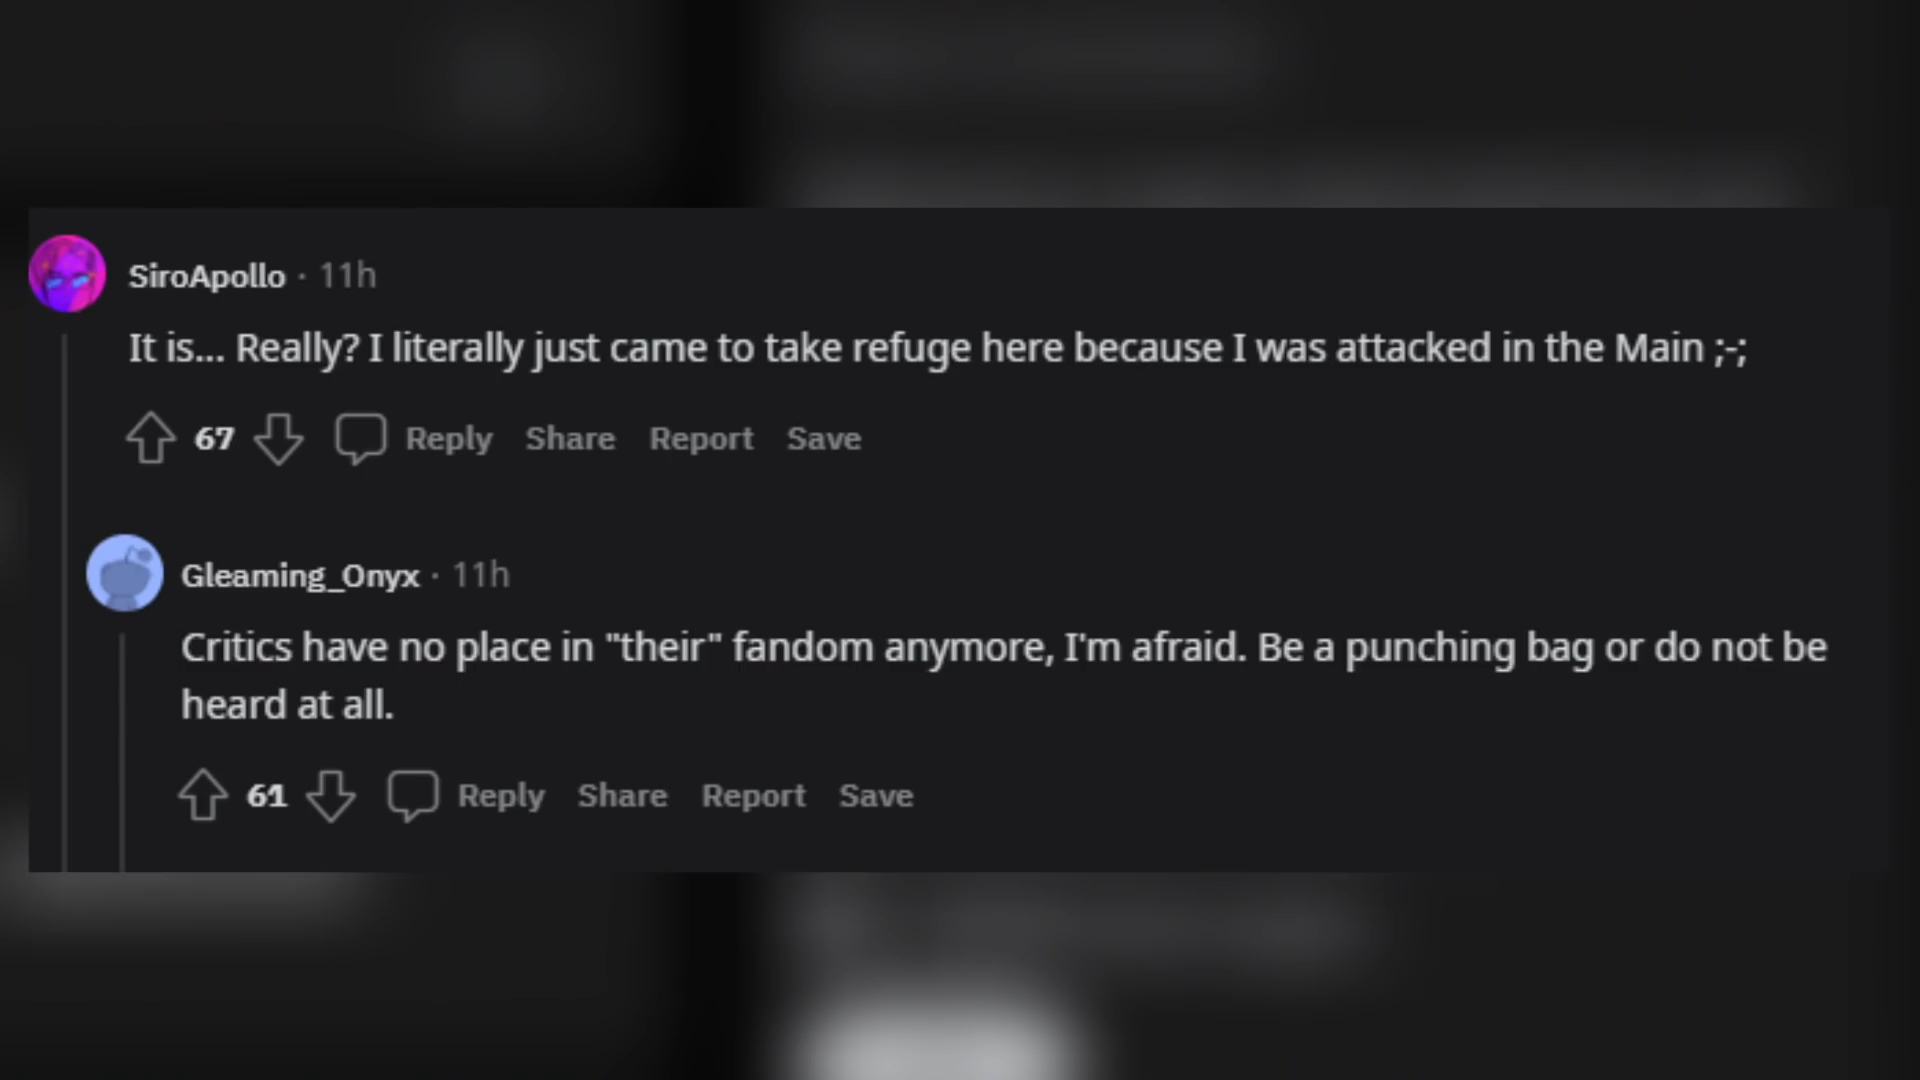 SiroApollo · 11h
It is... Really? I literally just came to take refuge here because I was attacked in the Main ;-;
67 Reply Share Report Save
Gleaming_Onyx · 11h
Critics have no place in "their" fandom anymore, I'm afraid. Be a punching bag or do not be
heard at all.
61 Reply Share Report Save